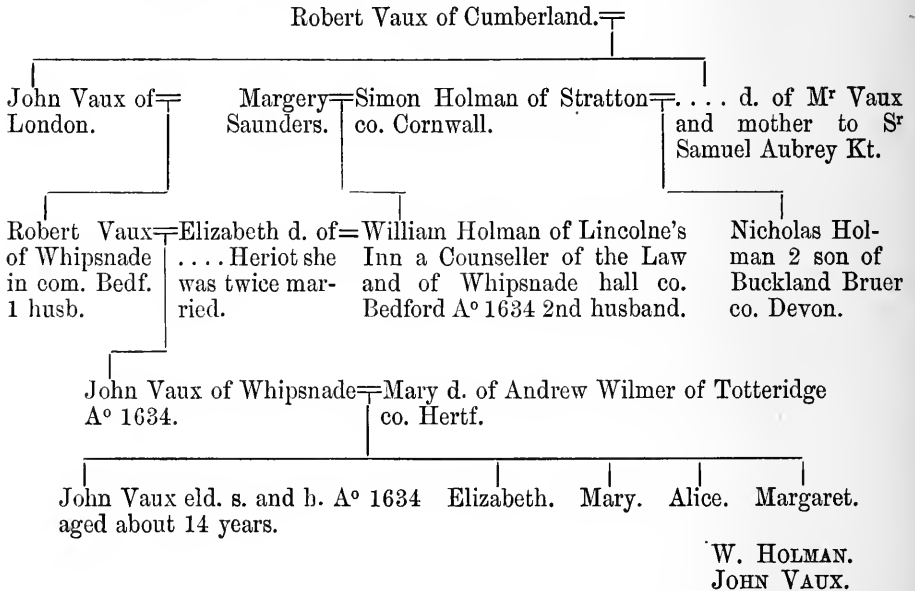 Robert Vaux of Cumberland.
John Vaux of
London.
Margery
Saunders.
Simon Holman of Stratton
co. Cornwall.
.... d. of Mʳ Vaux
and mother to Sʳ
Samuel Aubrey Kt.
Robert Vaux
of Whipsnade
in com. Bedf.
1 husb.
Elizabeth d. of
.... Heriot she
was twice mar-
ried.
William Holman of Lincolne's
Inn a Counseller of the Law
and of Whipsnade hall co.
Bedford Aº 1634 2nd husband.
Nicholas Hol-
man 2 son of
Buckland Bruer
co. Devon.
John Vaux of Whipsnade
Aº 1634.
Mary d. of Andrew Wilmer of Totteridge
co. Hertf.
John Vaux eld. s. and h. Aº 1634
aged about 14 years.
Elizabeth.
Mary.
Alice.
Margaret.
W. HOLMAN.
JOHN VAUX.